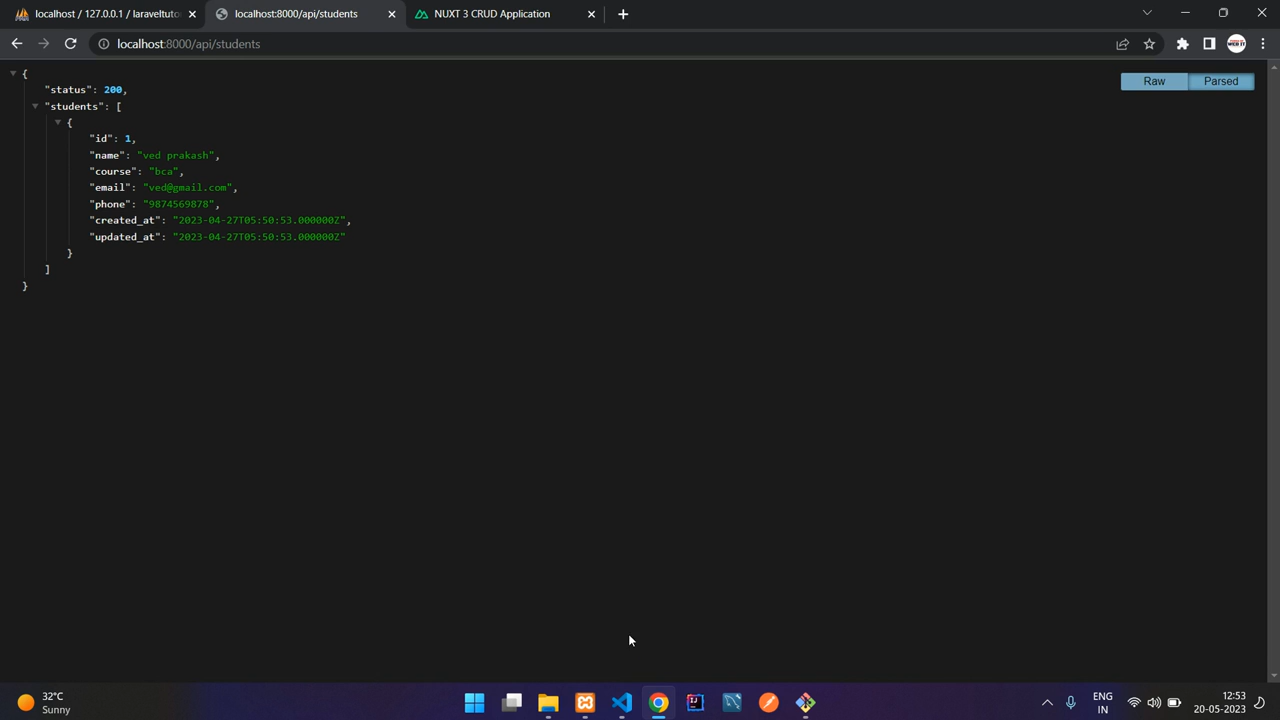 localhost / 127.0.0.1 / laraveltuto
localhost:8000/api/students
NUXT 3 CRUD Application
localhost:8000/api/students
Raw
Parsed
{
"status": 200,
"students": [
{
"id": 1,
"name": "ved prakash",
"course": "bca",
"email": "ved@gmail.com",
"phone": "9874569878",
"created_at": "2023-04-27T05:50:53.000000Z",
"updated_at": "2023-04-27T05:50:53.000000Z"
}
]
}
32°C
Sunny
ENG
IN
12:53
20-05-2023